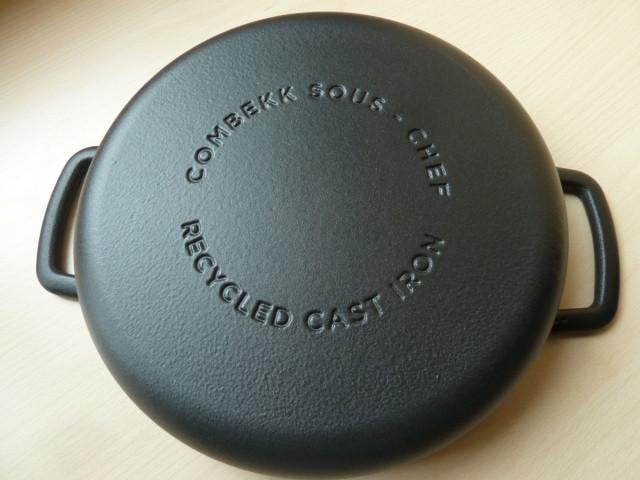 COMBEKK SOUS - CHEF
RECYCLED CAST IRON